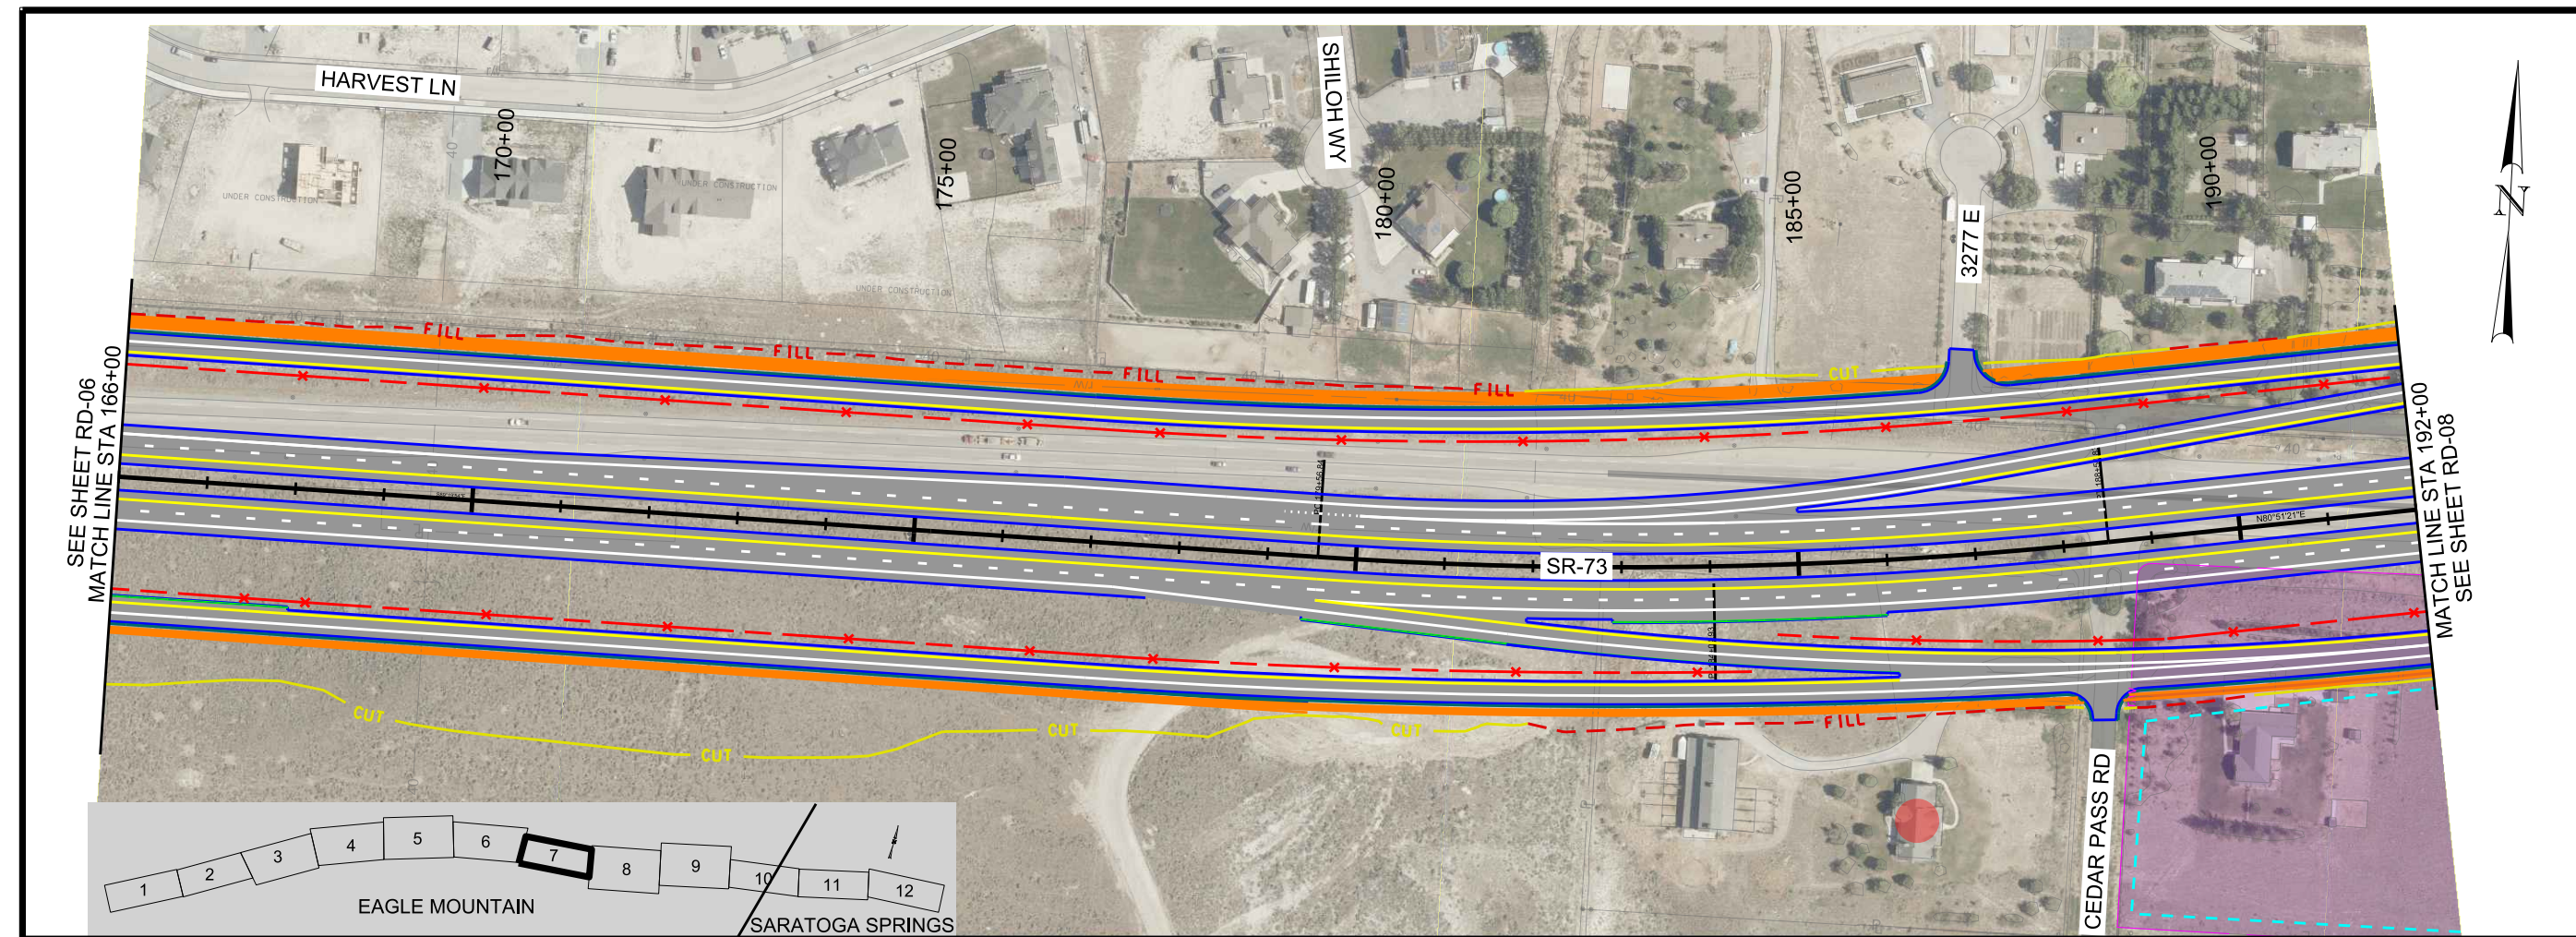 HARVEST LN
SHILOH WY
3277 E
170+00
175+00
180+00
185+00
190+00
UNDER CONSTRUCTION
UNDER CONSTRUCTION
UNDER CONSTRUCTION
N
FILL
FILL
FILL
FILL
CUT
SEE SHEET RD-06
MATCH LINE STA 166+00
MATCH LINE STA 192+00
SEE SHEET RD-08
N80°51'21"E
SR-73
CUT
CUT
CUT
CUT
FILL
CEDAR PASS RD
1
2
3
4
5
6
7
8
9
10
11
12
EAGLE MOUNTAIN
SARATOGA SPRINGS